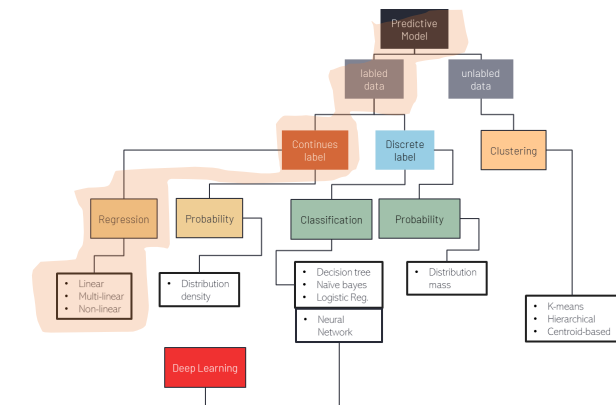 Predictive
Model
labled
data
unlabled
data
Continues
label
Discrete
label
Clustering
Regression
Probability
Classification
Probability
• Linear
• Multi-linear
• Non-linear
• Distribution
density
• Decision tree
• Naïve bayes
• Logistic Reg.
• Distribution
mass
• Neural
Network
• K-means
• Hierarchical
• Centroid-based
Deep Learning